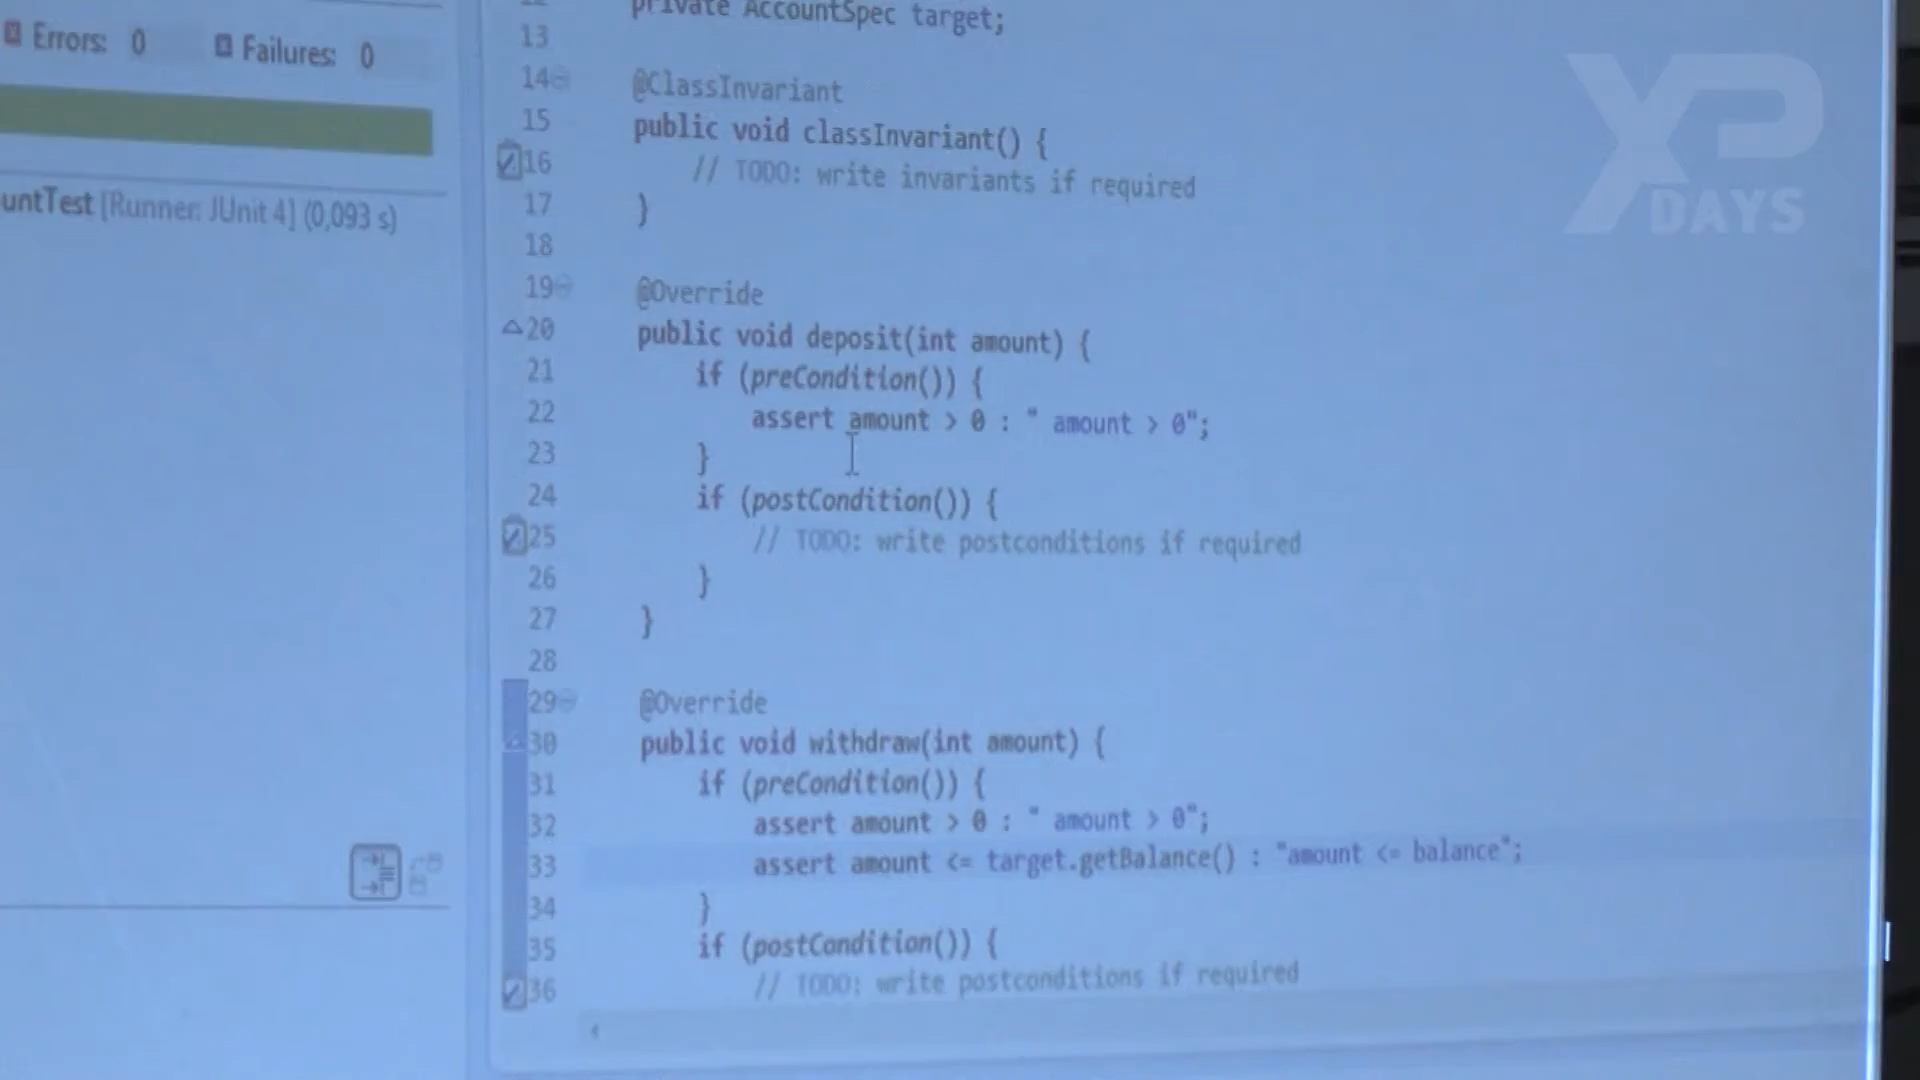 Errors: 0 Failures: 0
untTest [Runner: JUnit 4] (0,093 s)
12 private AccountSpec target;
13
14 @ClassInvariant
15 public void classInvariant() {
16 // TODO: write invariants if required
17 }
18
19 @Override
20 public void deposit(int amount) {
21 if (preCondition()) {
22 assert amount > 0 : " amount > 0";
23 }
24 if (postCondition()) {
25 // TODO: write postconditions if required
26 }
27 }
28
29 @Override
30 public void withdraw(int amount) {
31 if (preCondition()) {
32 assert amount > 0 : " amount > 0";
33 assert amount <= target.getBalance() : "amount <= balance";
34 }
35 if (postCondition()) {
36 // TODO: write postconditions if required
XP
DAYS